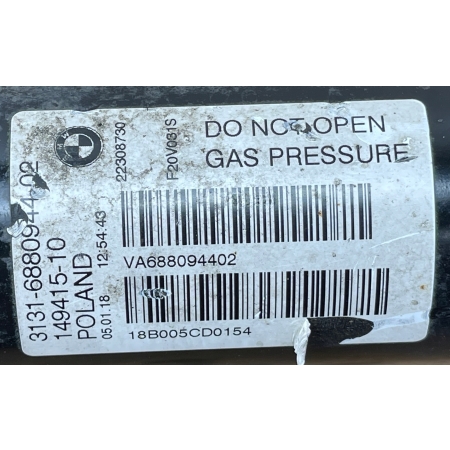 DO NOT OPEN
GAS PRESSURE
22308730
P20V061S
VA688094402
18B005CD0154
3131-6880944-02
149415-10
POLAND
05.01.18 12:54:43